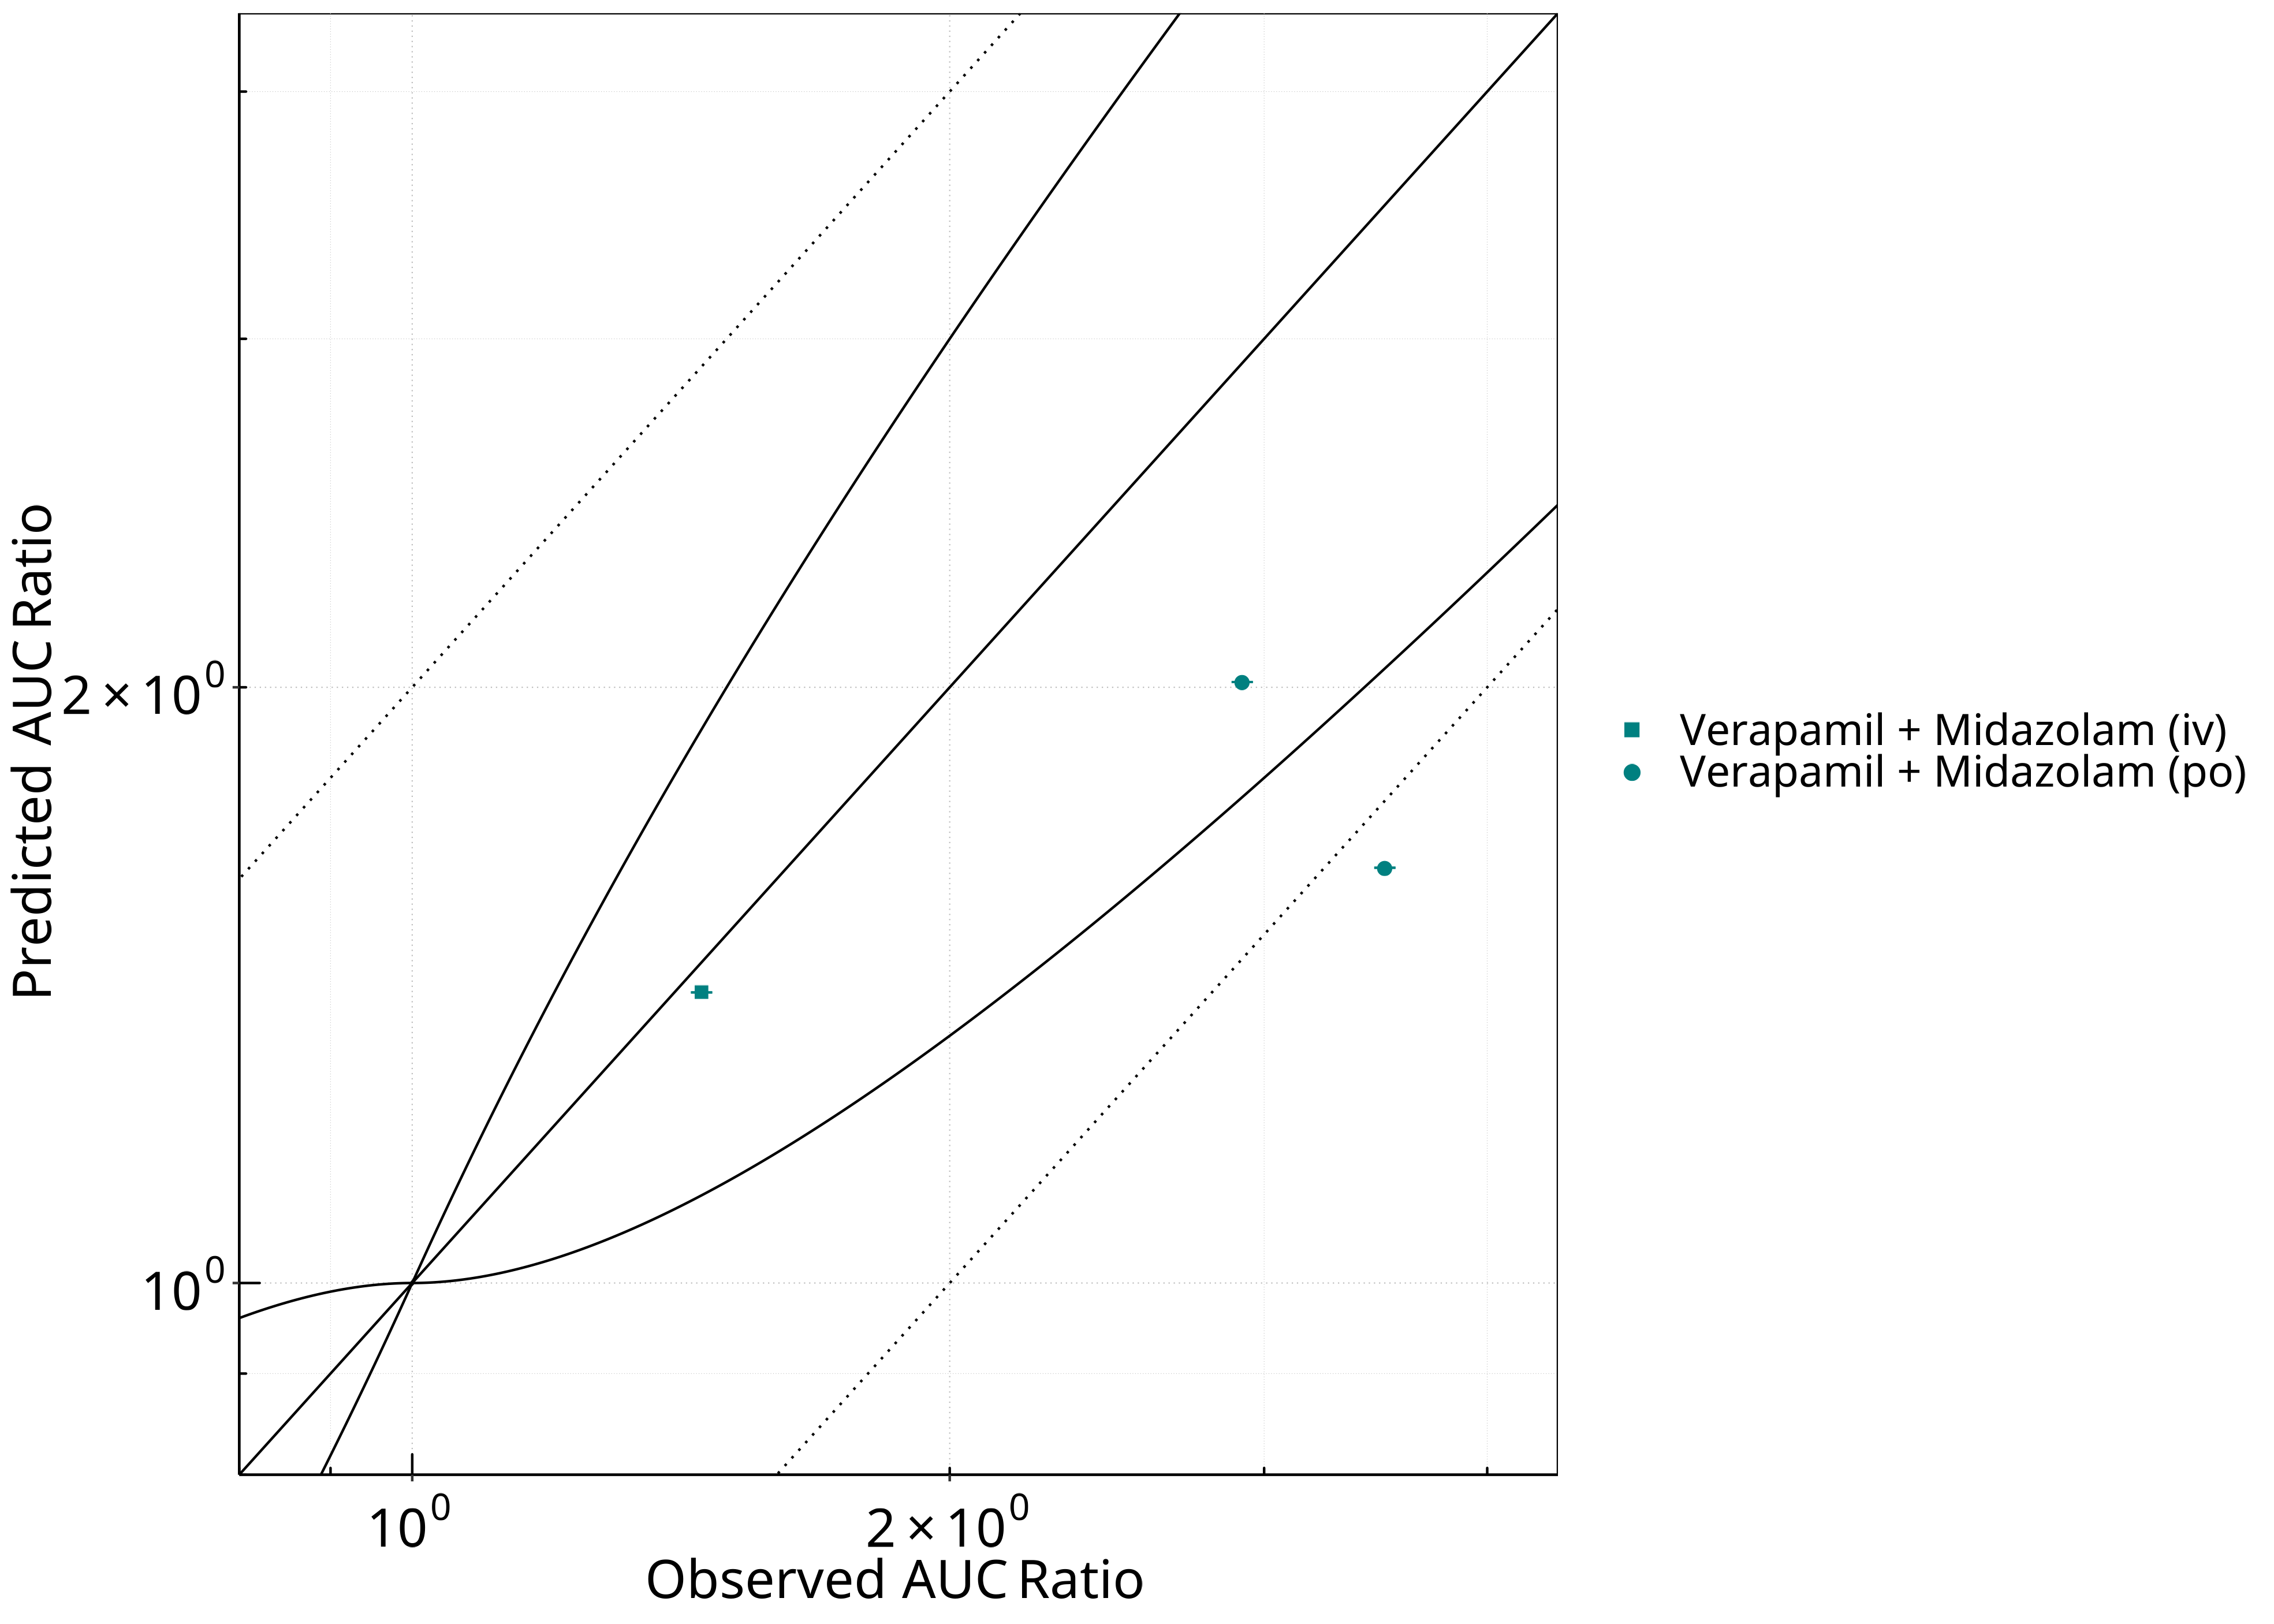 Predicted AUC Ratio
2 × 10⁰
10⁰
10⁰
2 × 10⁰
Observed AUC Ratio
Verapamil + Midazolam (iv)
Verapamil + Midazolam (po)